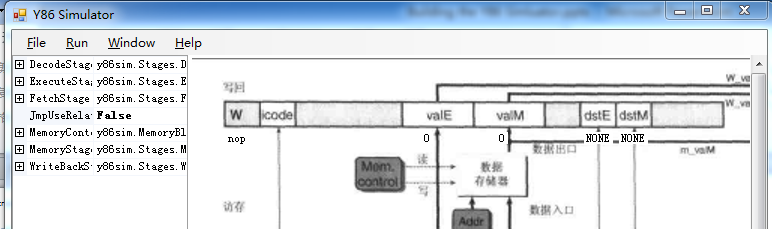 Y86 Simulator
File Run Window Help
DecodeStag y86sim.Stages.D
ExecuteSta y86sim.Stages.E
FetchStage y86sim.Stages.F
JmpUseRela False
MemoryCont y86sim.MemoryBl
MemoryStag y86sim.Stages.M
WriteBackS y86sim.Stages.W
写回
W_va
W icode valE valM dstE dstM
W_va
nop 0 0 NONE NONE
数据出口
m_valM
Mem. control
读
写
数据
存储器
访存
Addr
数据入口